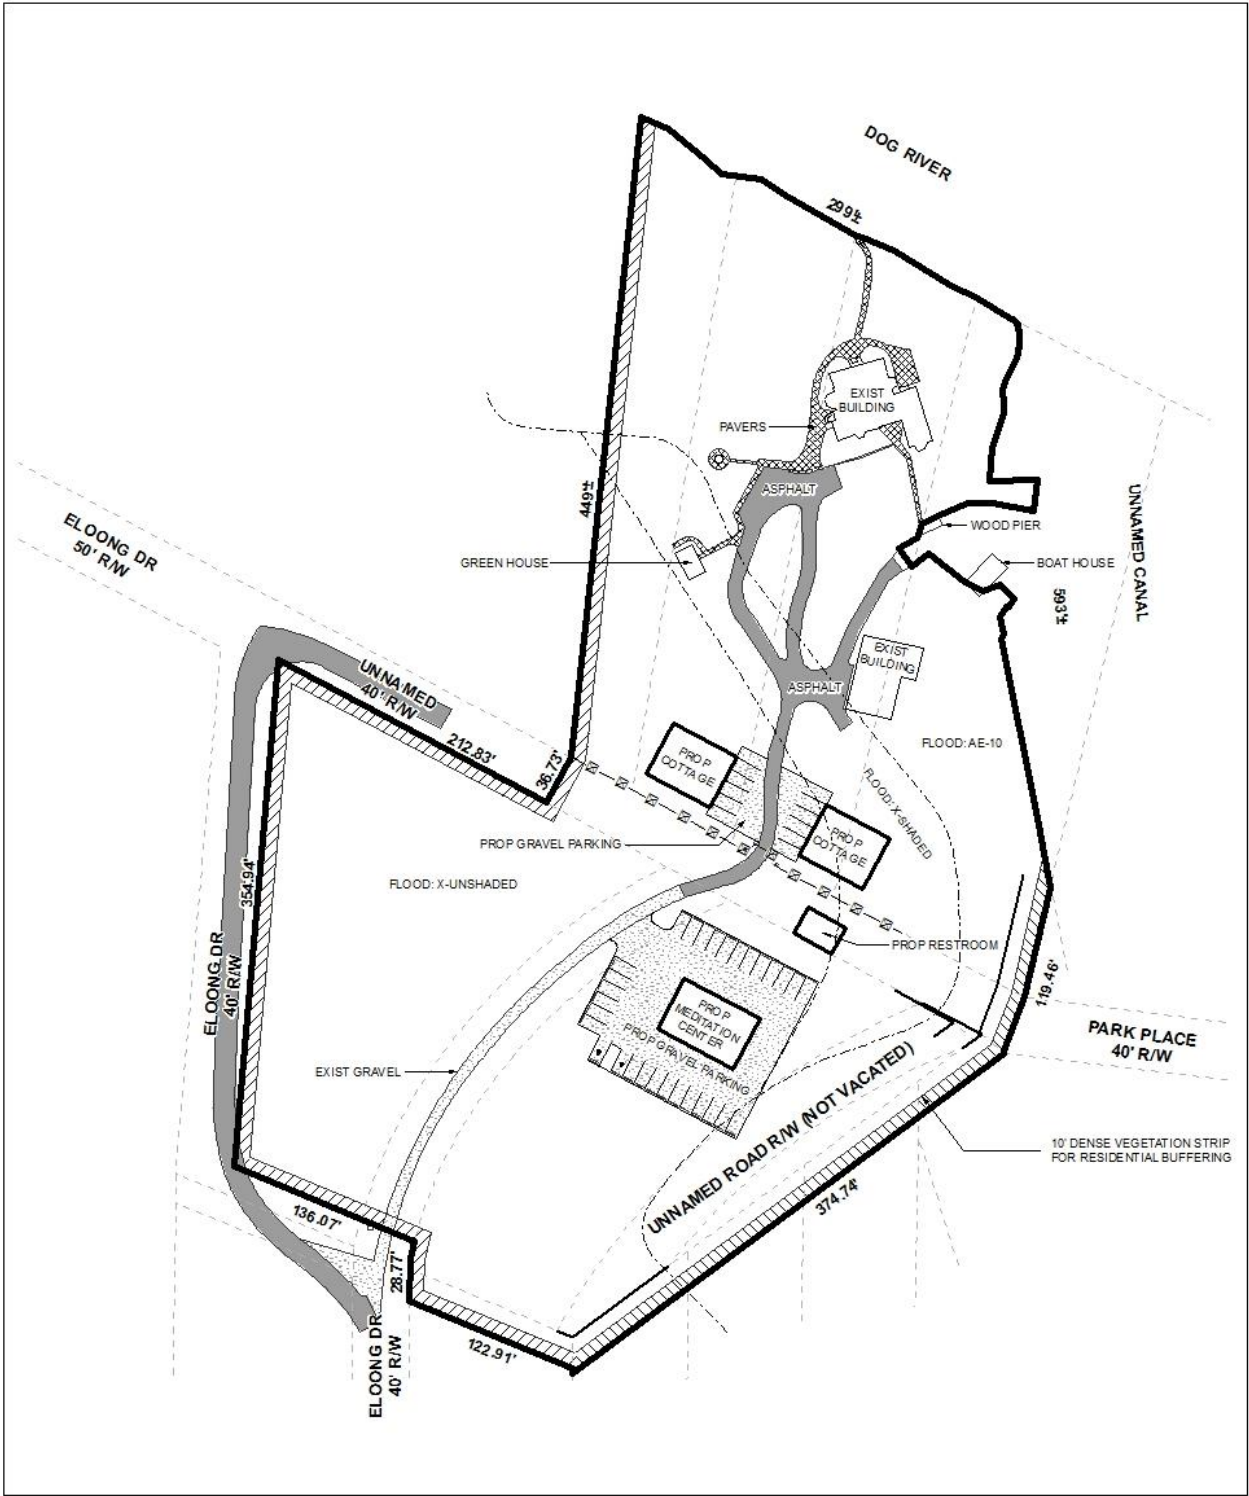 DOG RIVER
299'±
EXIST
BUILDING
PAVERS
449'±
ASPHALT
UNNAMED CANAL
WOOD PIER
ELOONG DR
50' R/W
GREEN HOUSE
BOAT HOUSE
593'±
EXIST
BUILDING
UNNAMED
40' R/W
ASPHALT
212.83'
36.73'
PROP
COTTAGE
FLOOD: AE-10
FLOOD: X-SHADED
PROP GRAVEL PARKING
PROP
COTTAGE
354.94'
FLOOD: X-UNSHADED
ELOONG DR
40' R/W
PROP RESTROOM
119.46'
PROP
MEDITATION
CENTER
PROP GRAVEL PARKING
PARK PLACE
40' R/W
EXIST GRAVEL
UNNAMED ROAD R/W (NOT VACATED)
10' DENSE VEGETATION STRIP
FOR RESIDENTIAL BUFFERING
374.74'
136.07'
28.77'
122.91'
ELOONG DR
40' R/W